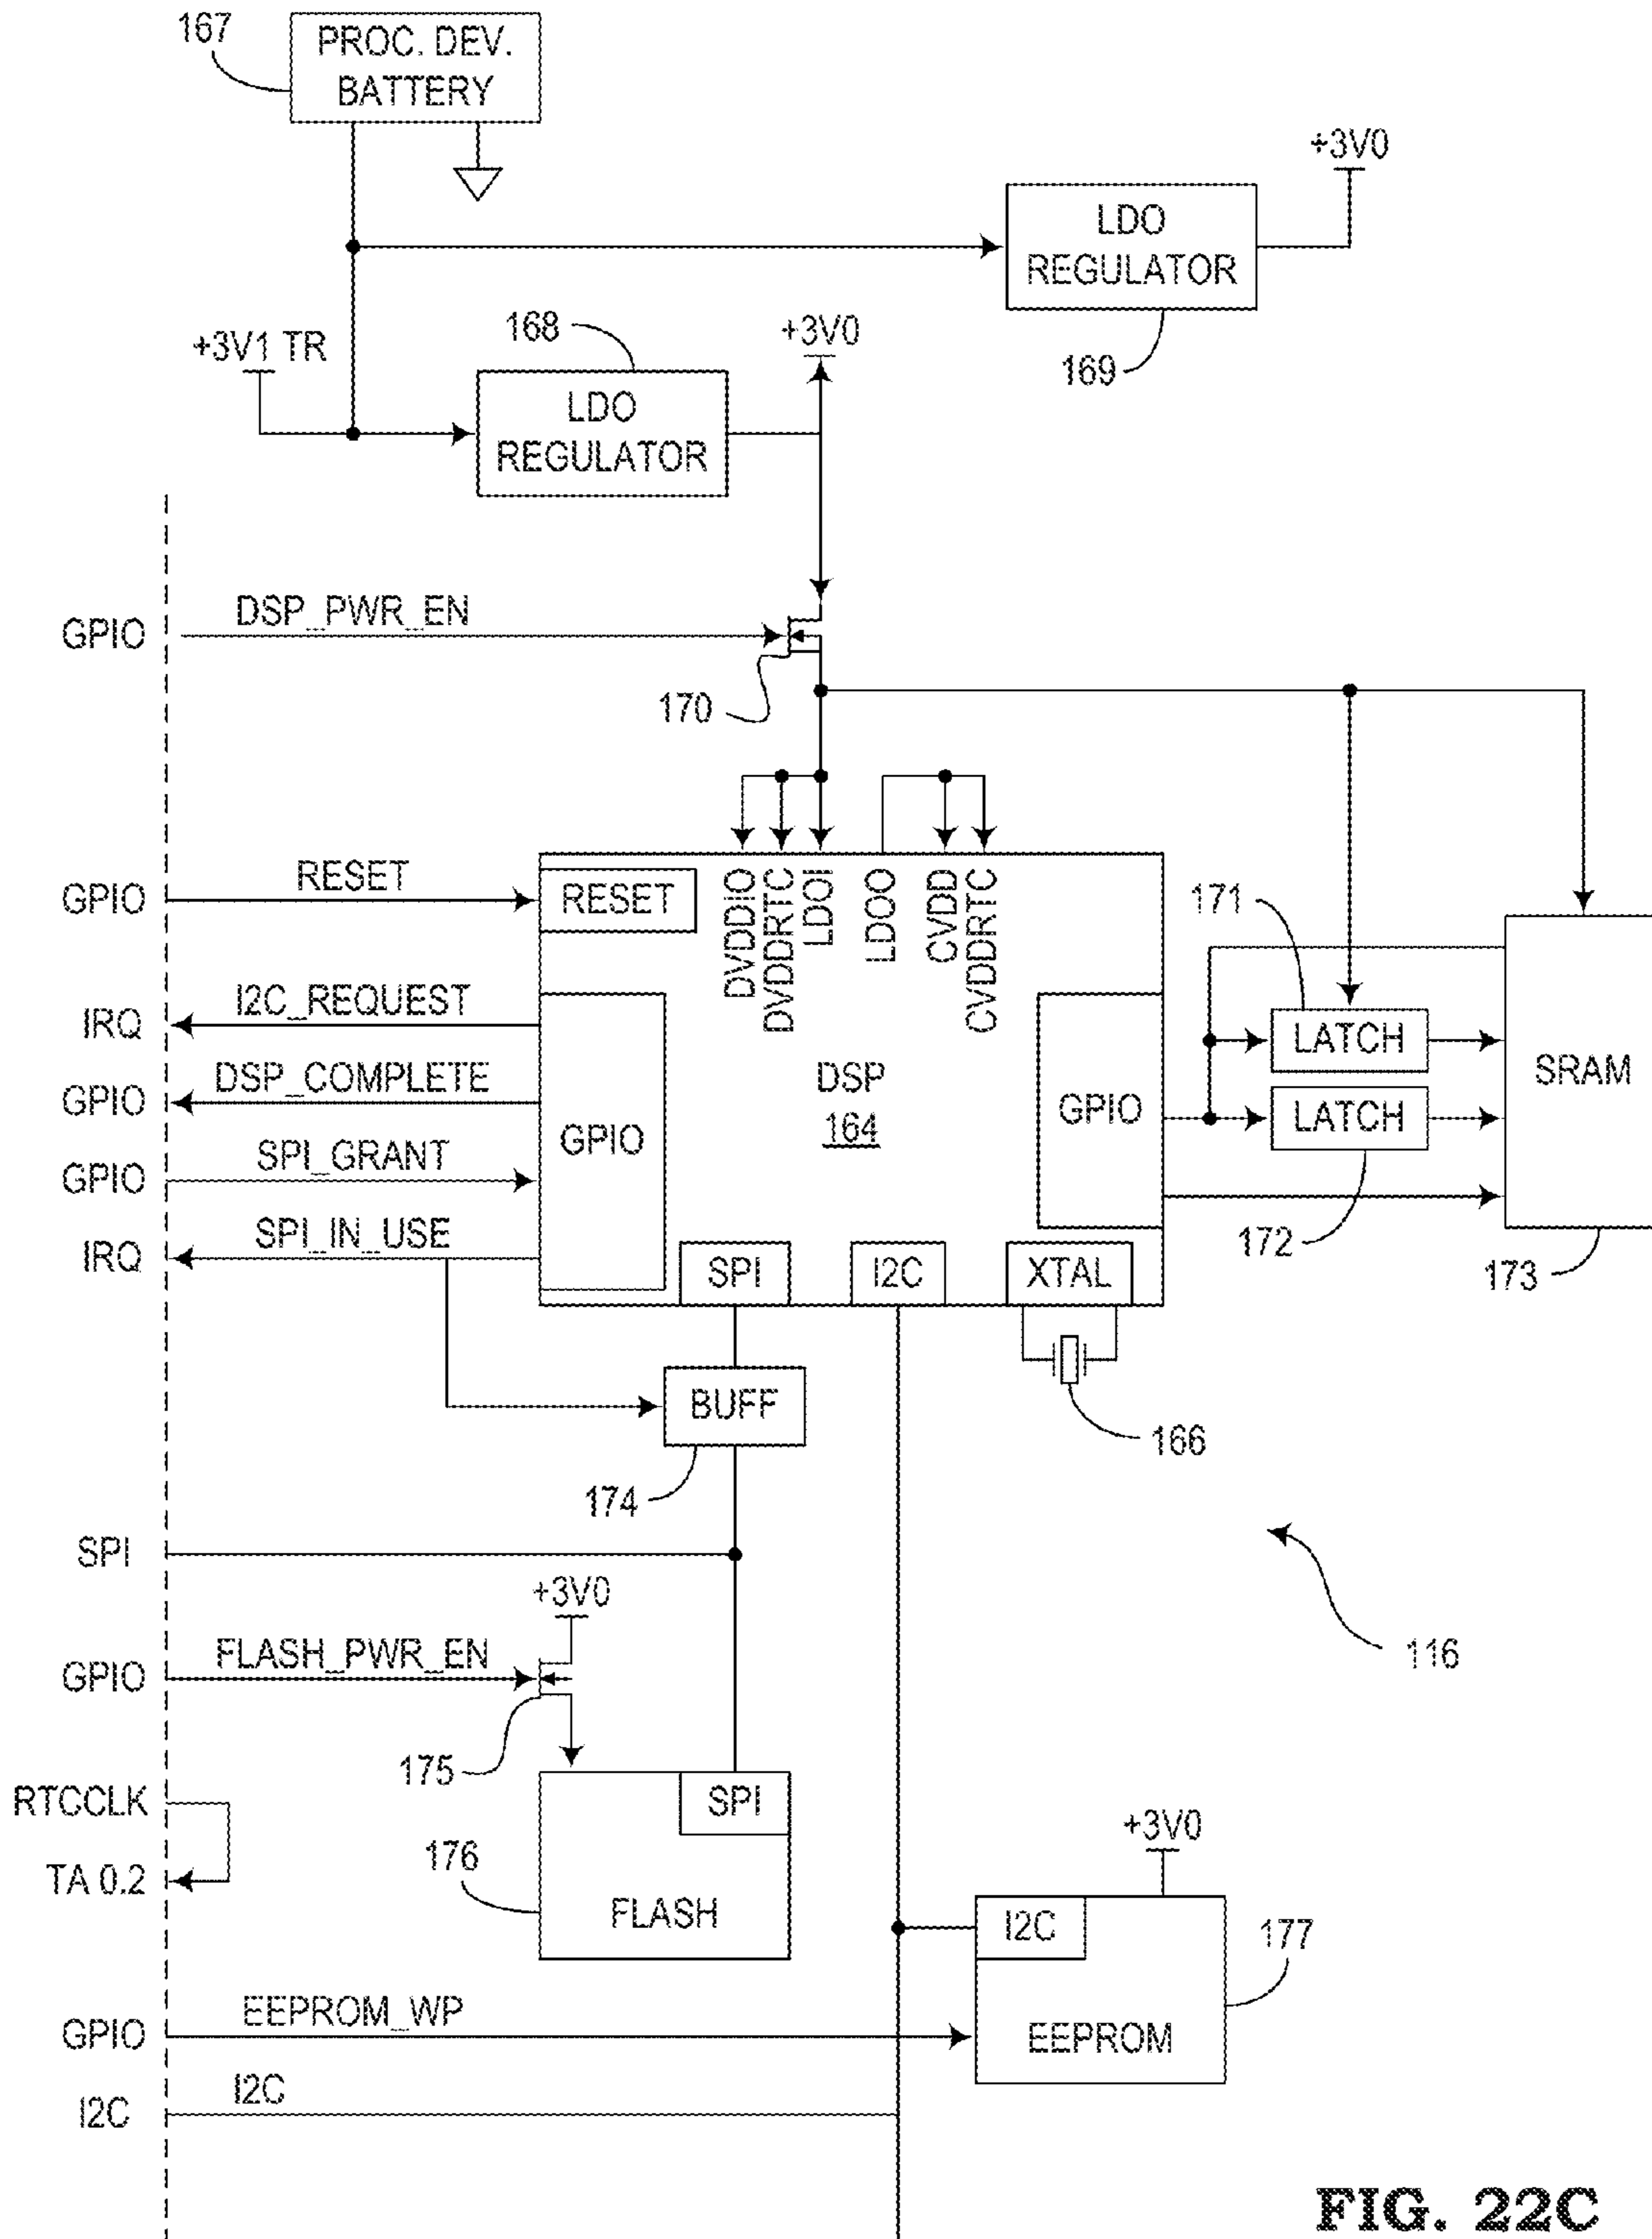 167
PROC. DEV.
BATTERY
+3V0
LDO
REGULATOR
169
+3V1 TR
168
+3V0
LDO
REGULATOR
GPIO
DSP_PWR_EN
170
GPIO
RESET
RESET
DVDDIO
DVDDRTC
LDOI
LDOO
CVDD
CVDDRTC
171
IRQ
I2C_REQUEST
LATCH
SRAM
GPIO
DSP_COMPLETE
GPIO
DSP
164
GPIO
LATCH
GPIO
SPI_GRANT
172
173
IRQ
SPI_IN_USE
SPI
I2C
XTAL
BUFF
166
174
SPI
+3V0
GPIO
FLASH_PWR_EN
116
175
RTCCLK
SPI
TA 0.2
176
FLASH
+3V0
I2C
177
GPIO
EEPROM_WP
EEPROM
I2C
I2C
FIG. 22C